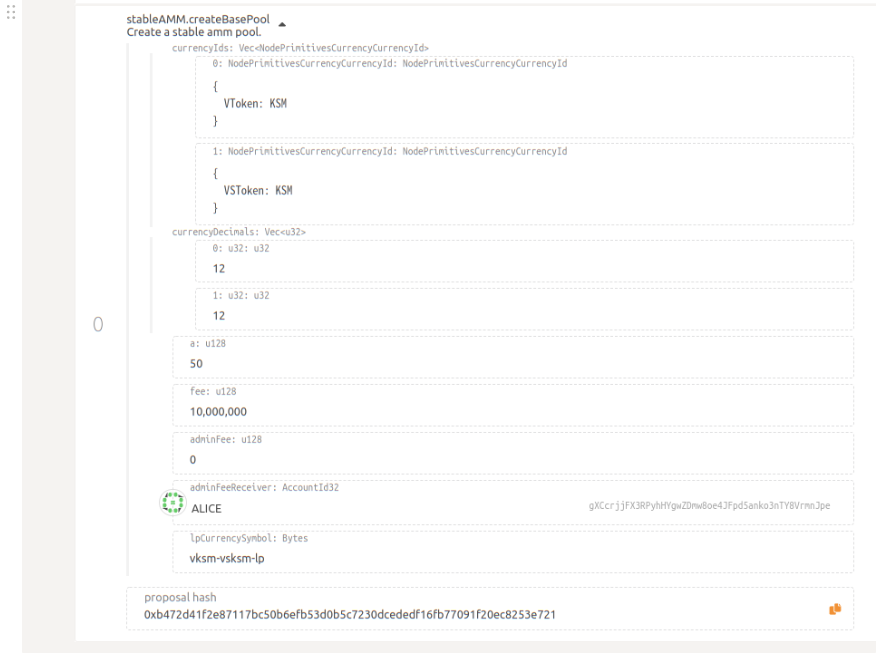 stableAMM.createBasePool
Create a stable amm pool.
currencyIds: Vec<NodePrimitivesCurrencyCurrencyId>
0: NodePrimitivesCurrencyCurrencyId: NodePrimitivesCurrencyCurrencyId
{
VToken: KSM
}
1: NodePrimitivesCurrencyCurrencyId: NodePrimitivesCurrencyCurrencyId
{
VSToken: KSM
}
currencyDecimals: Vec<u32>
0: u32: u32
12
1: u32: u32
12
0
a: u128
50
fee: u128
10,000,000
adminFee: u128
0
adminFeeReceiver: AccountId32
ALICE gXCcrjjFX3RPyhHYgwZDmw8oe4JFpd5anko3nTY8VrmnJpe
lpCurrencySymbol: Bytes
vksm-vsksm-lp
proposal hash
0xb472d41f2e87117bc50b6efb53d0b5c7230dcededf16fb77091f20ec8253e721